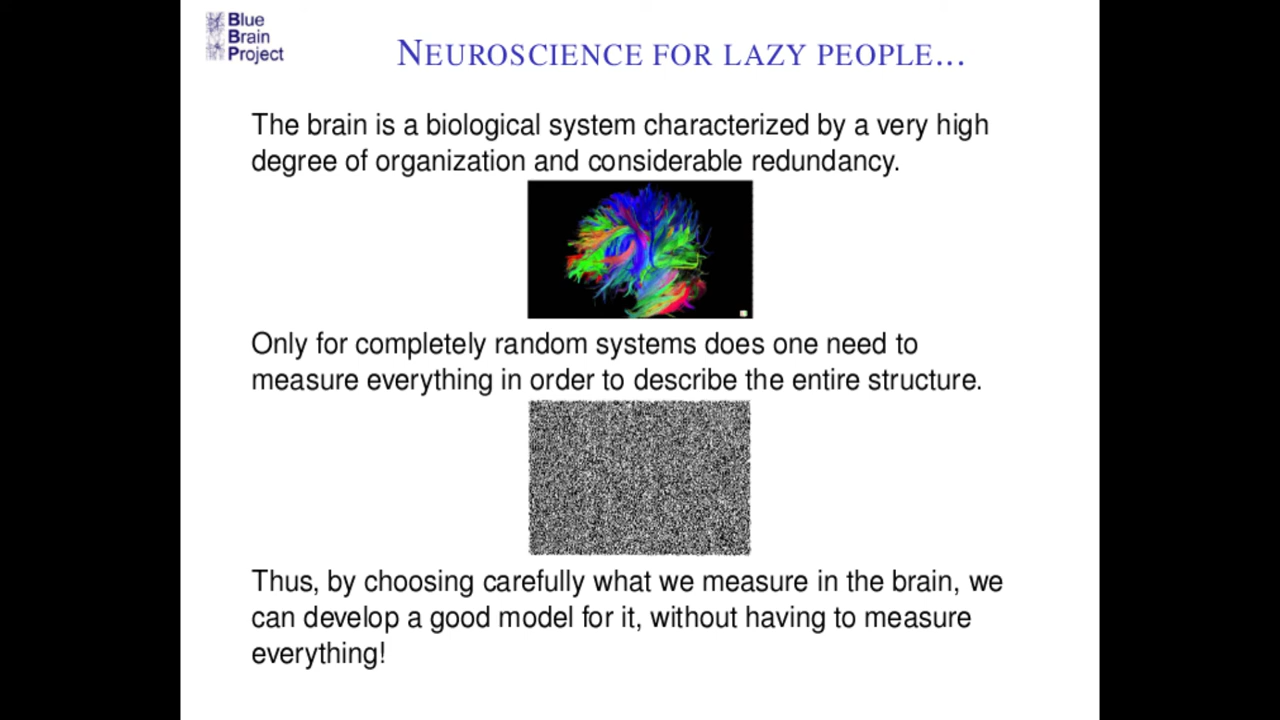 Blue
Brain
Project
NEUROSCIENCE FOR LAZY PEOPLE...
The brain is a biological system characterized by a very high
degree of organization and considerable redundancy.
Only for completely random systems does one need to
measure everything in order to describe the entire structure.
Thus, by choosing carefully what we measure in the brain, we
can develop a good model for it, without having to measure
everything!